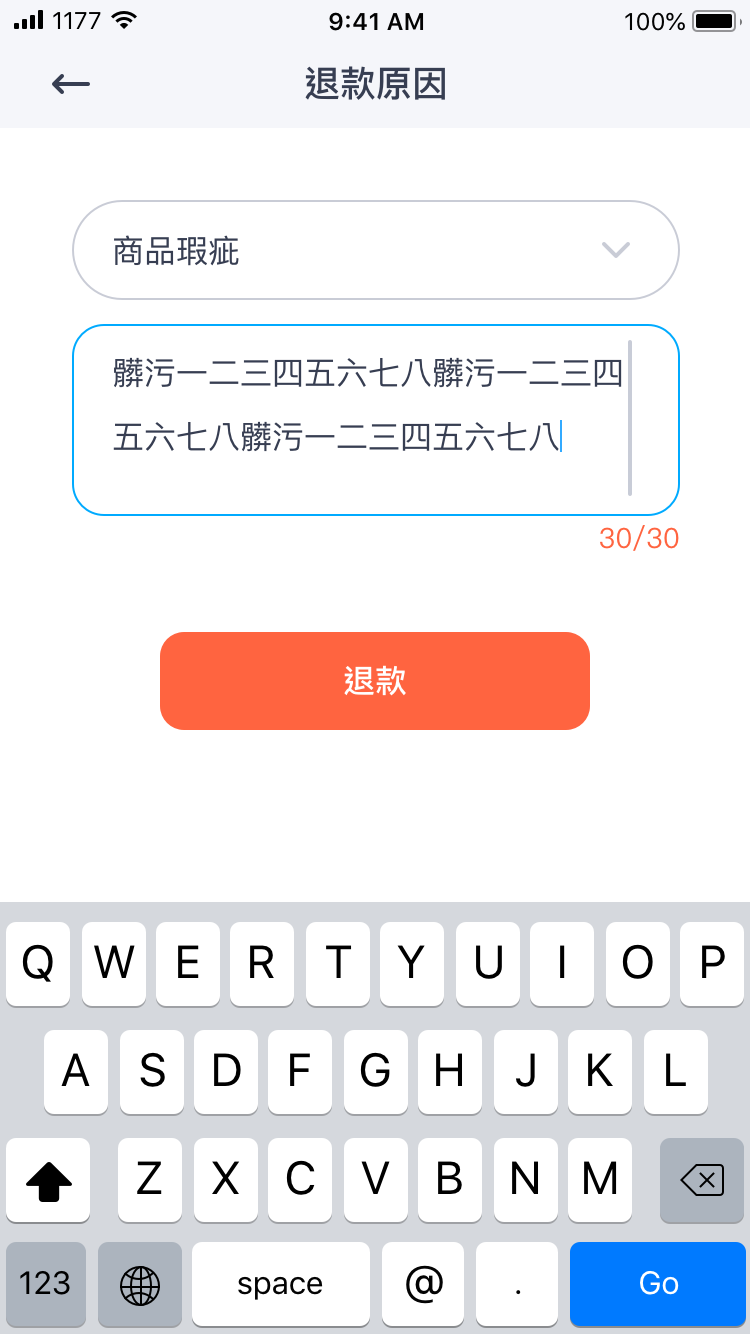 1177
9:41 AM
100%
退款原因
商品瑕疵
髒污一二三四五六七八髒污一二三四
五六七八髒污一二三四五六七八
30/30
退款
Q W E R T Y U I O P
A S D F G H J K L
Z X C V B N M
123 space @ . Go